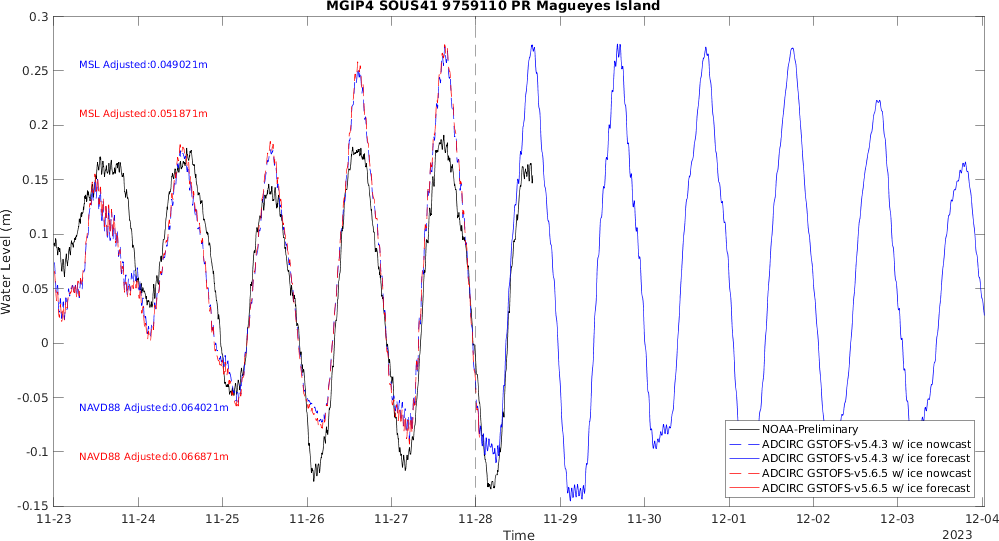 MGIP4 SOUS41 9759110 PR Magueyes Island
0.3
0.25
0.2
0.15
0.1
0.05
0
-0.05
-0.1
-0.15
Water Level (m)
MSL Adjusted:0.049021m
MSL Adjusted:0.051871m
NAVD88 Adjusted:0.064021m
NAVD88 Adjusted:0.066871m
NOAA-Preliminary
ADCIRC GSTOFS-v5.4.3 w/ ice nowcast
ADCIRC GSTOFS-v5.4.3 w/ ice forecast
ADCIRC GSTOFS-v5.6.5 w/ ice nowcast
ADCIRC GSTOFS-v5.6.5 w/ ice forecast
11-23 11-24 11-25 11-26 11-27 11-28 11-29 11-30 12-01 12-02 12-03 12-04
Time
2023